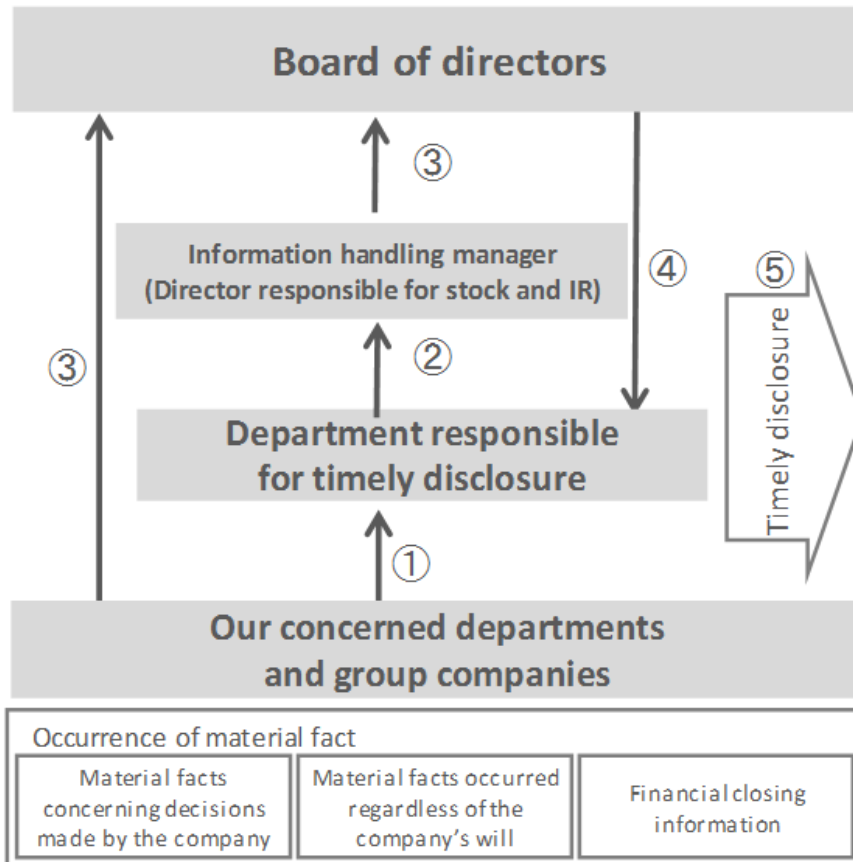 Board of directors
③
Information handling manager
(Director responsible for stock and IR)
④
⑤
③
②
Timely disclosure
Department responsible
for timely disclosure
①
Our concerned departments
and group companies
Occurrence of material fact
Material facts
concerning decisions
made by the company
Material facts occurred
regardless of the
company's will
Financial closing
information